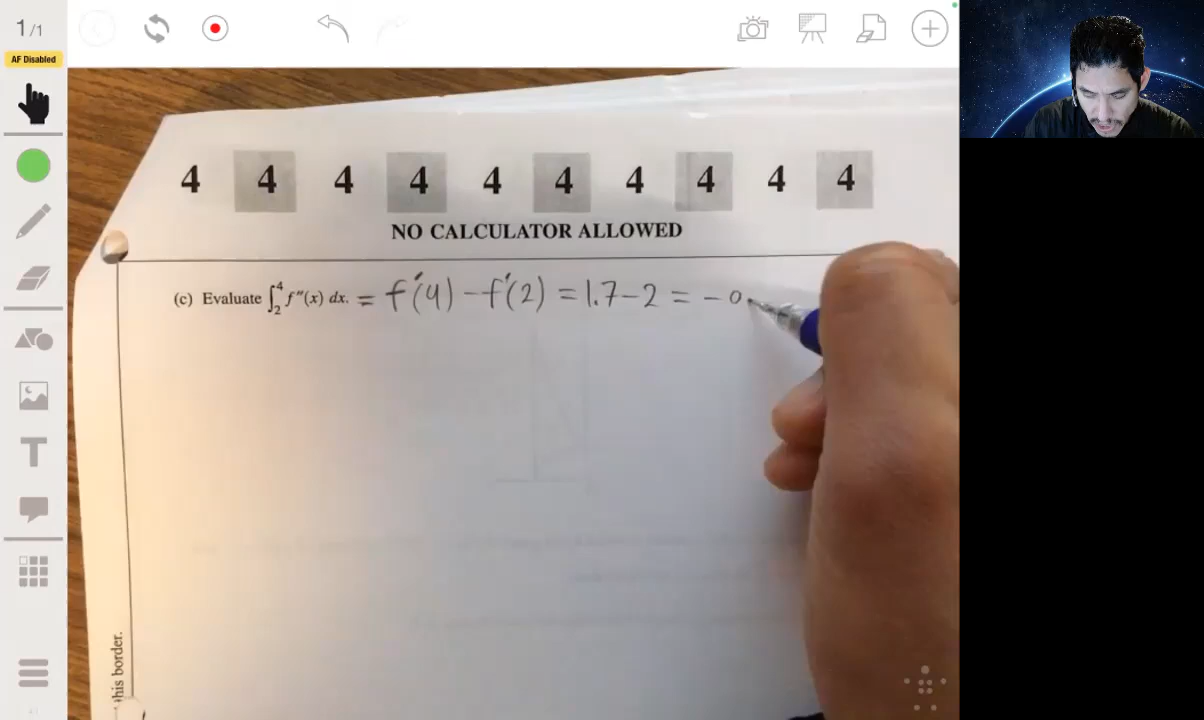 1/1
AF Disabled
4 4 4 4 4 4 4 4 4 4
NO CALCULATOR ALLOWED
(c) Evaluate ∫₂⁴ f″(x) dx. = f′(4) − f′(2) = 1.7 − 2 = − 0.
T
this border.